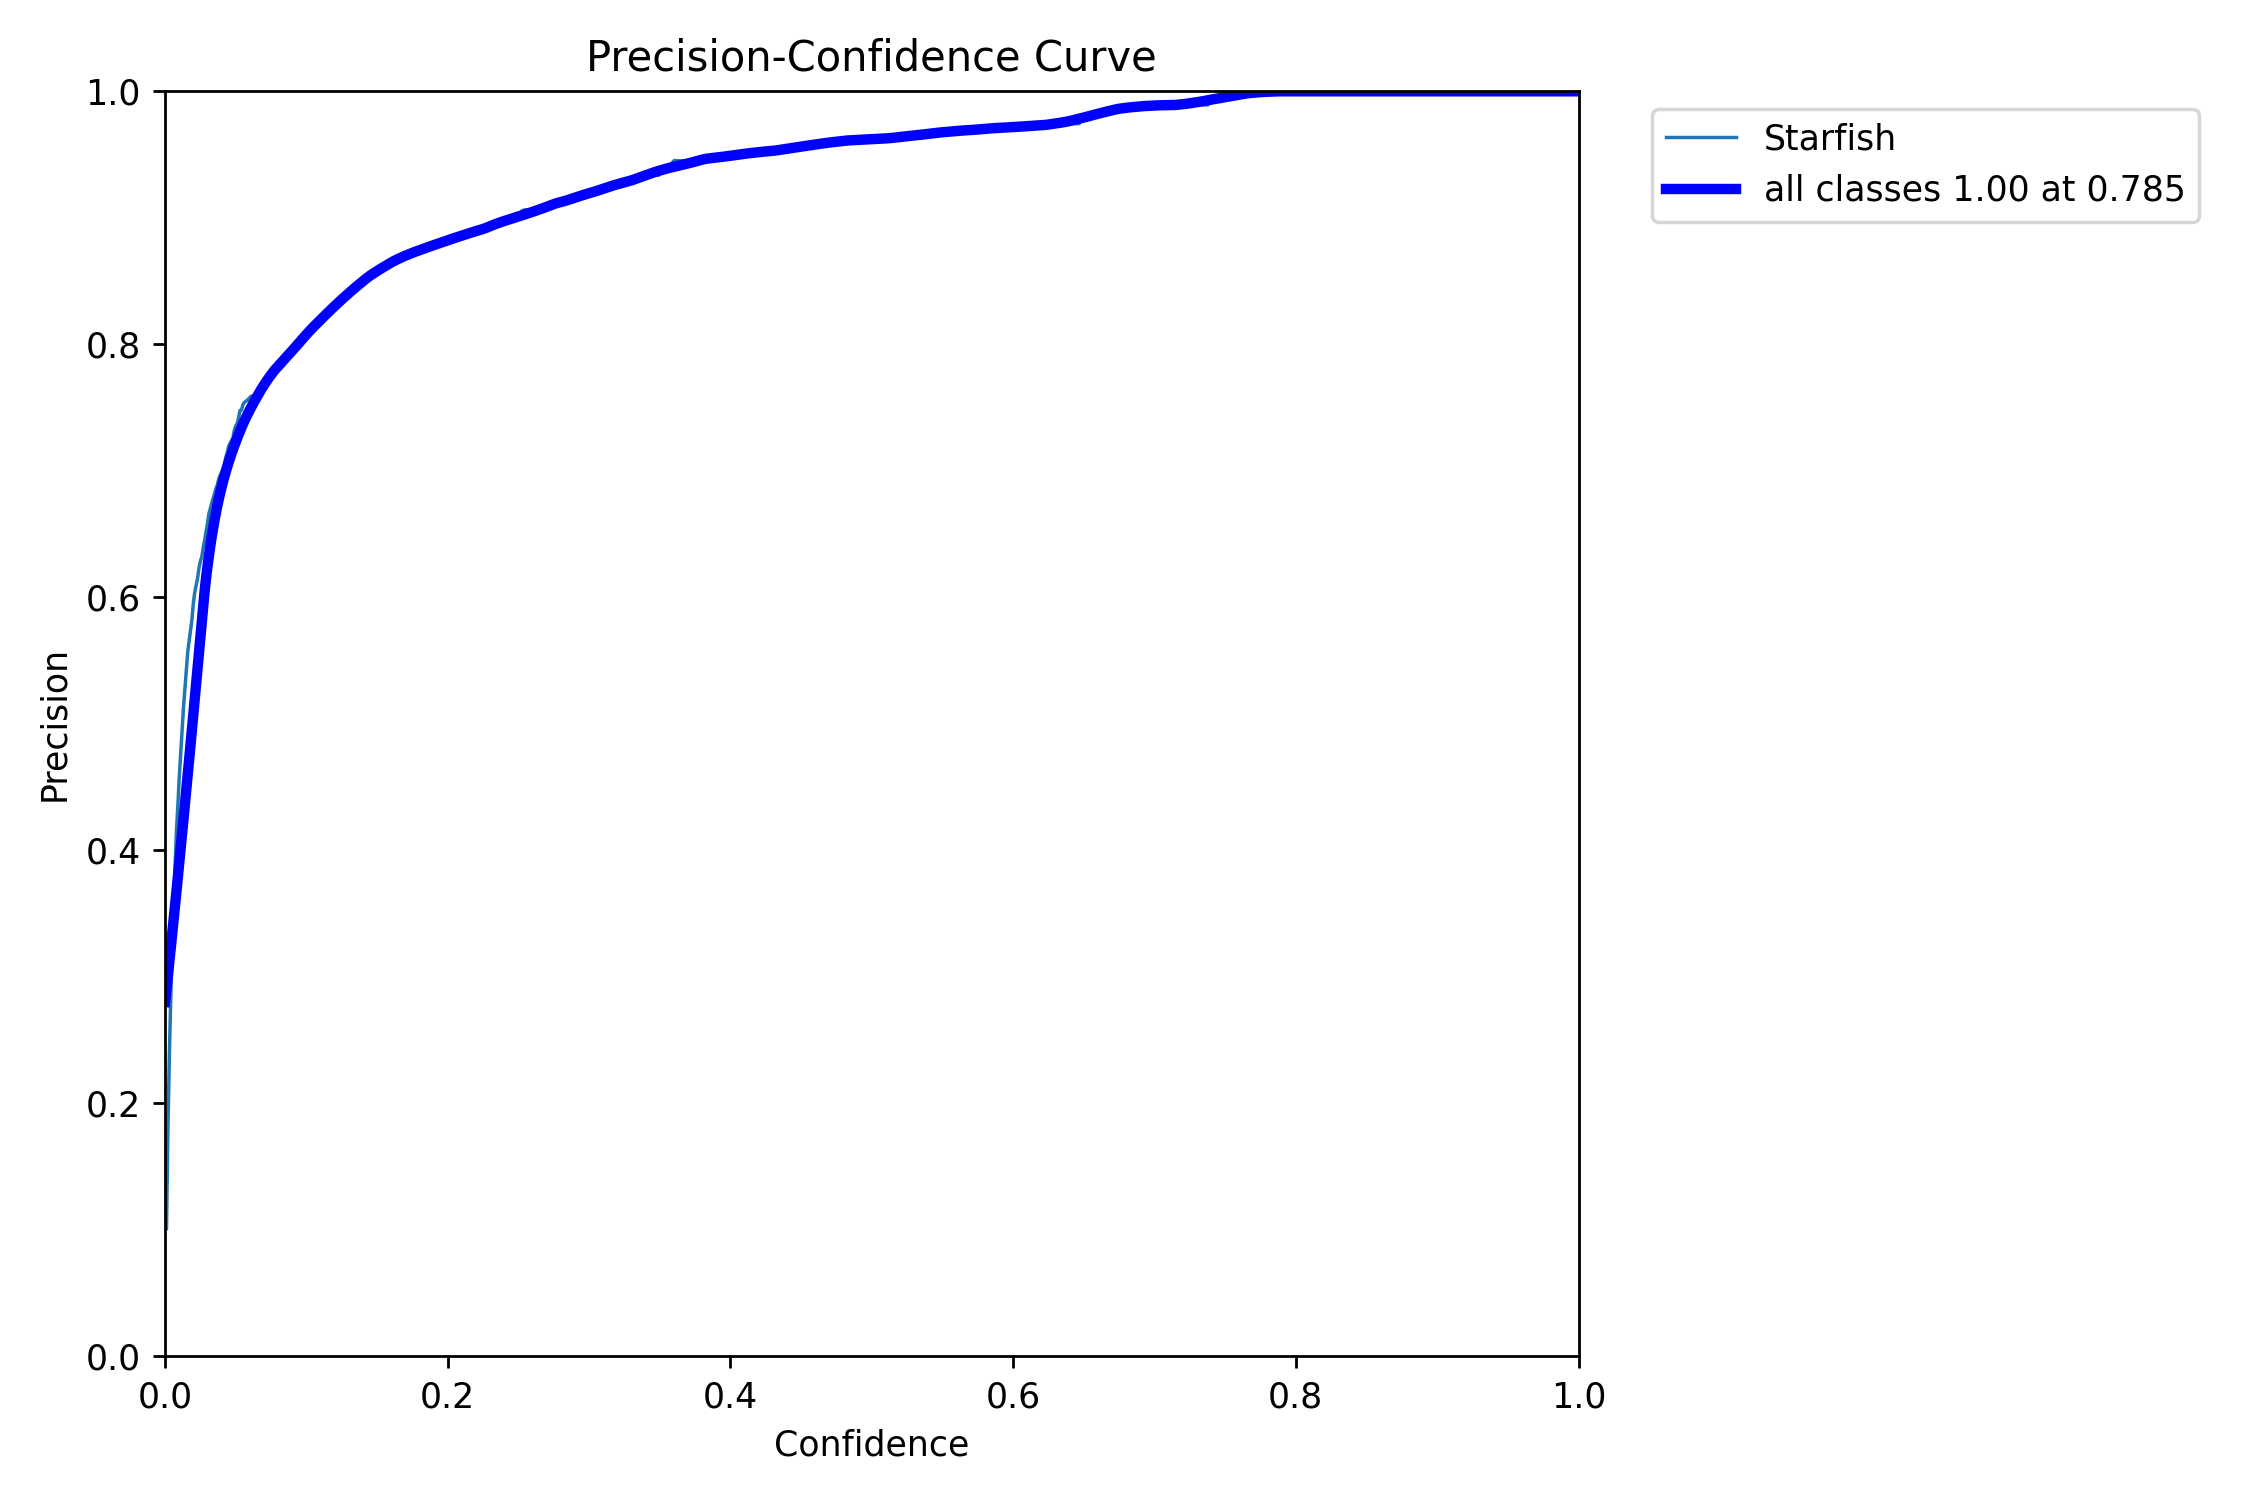 Precision-Confidence Curve
1.0
0.8
0.6
0.4
0.2
0.0
Precision
0.0 0.2 0.4 0.6 0.8 1.0
Confidence
Starfish
all classes 1.00 at 0.785